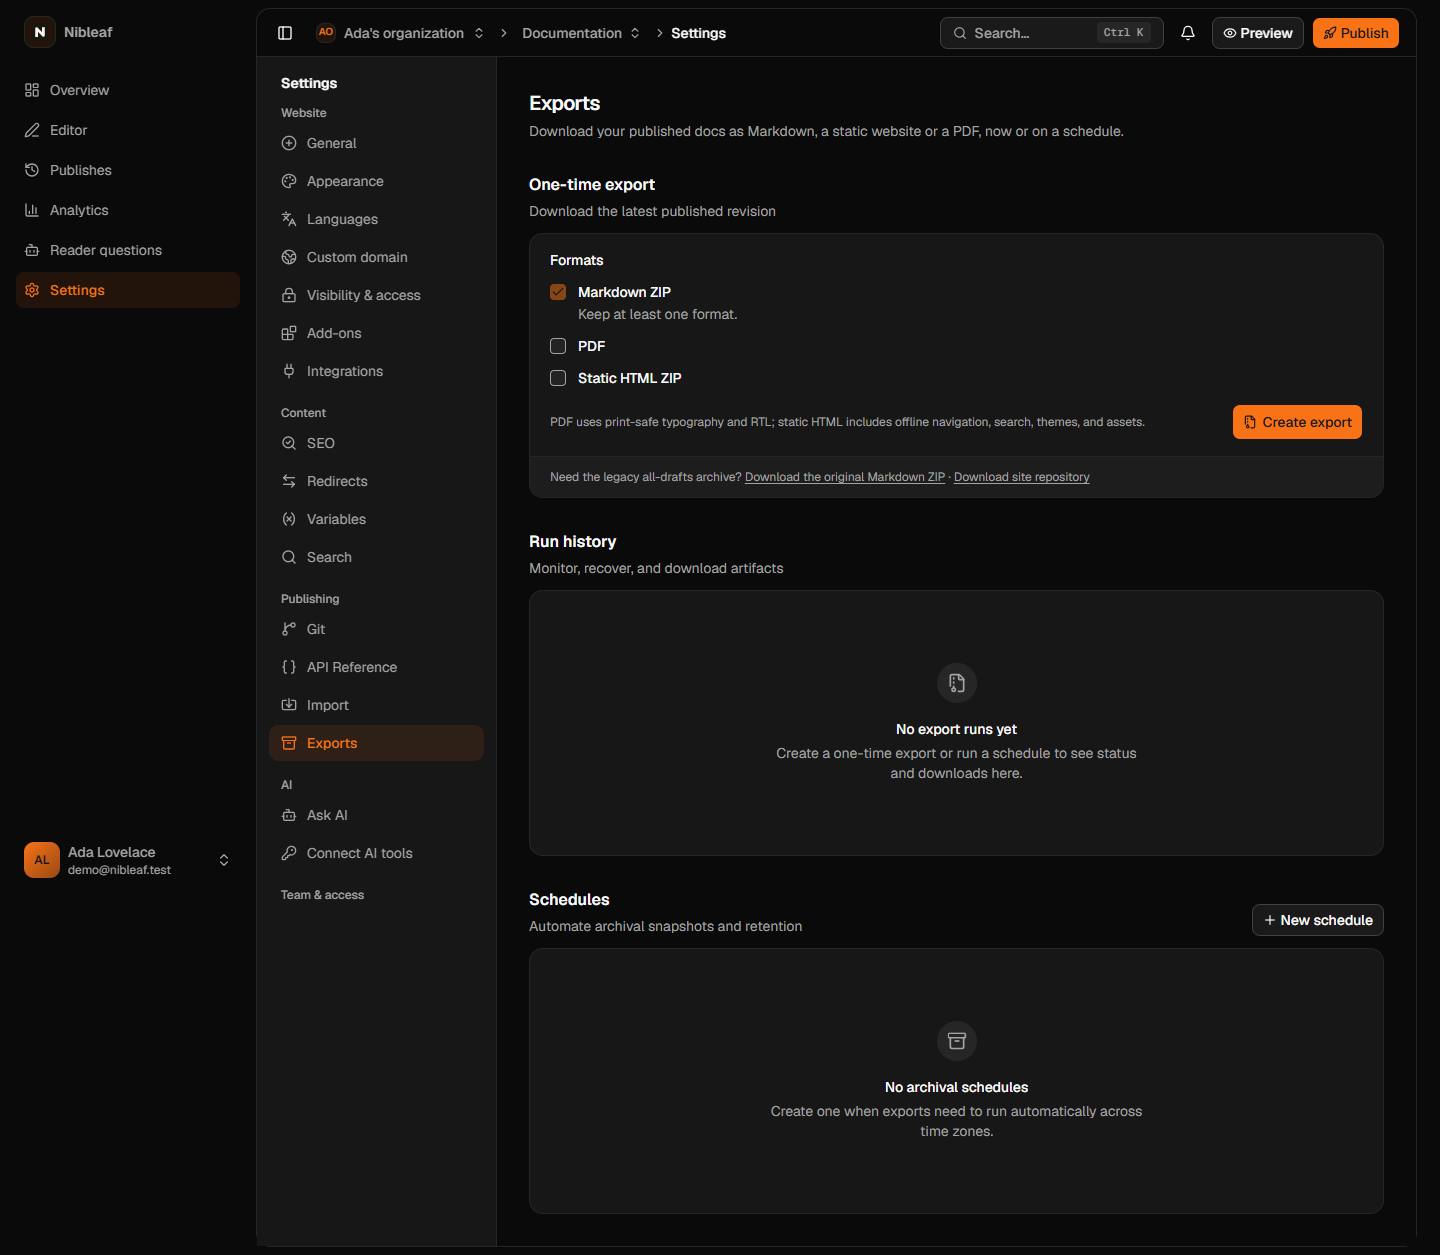 N Nibleaf
Overview
Editor
Publishes
Analytics
Reader questions
Settings
AL Ada Lovelace
demo@nibleaf.test
AO Ada's organization
Documentation
Settings
Search...
Ctrl K
Preview
Publish
Settings
Website
General
Appearance
Languages
Custom domain
Visibility & access
Add-ons
Integrations
Content
SEO
Redirects
Variables
Search
Publishing
Git
API Reference
Import
Exports
AI
Ask AI
Connect AI tools
Team & access
Exports
Download your published docs as Markdown, a static website or a PDF, now or on a schedule.
One-time export
Download the latest published revision
Formats
Markdown ZIP
Keep at least one format.
PDF
Static HTML ZIP
PDF uses print-safe typography and RTL; static HTML includes offline navigation, search, themes, and assets.
Create export
Need the legacy all-drafts archive? Download the original Markdown ZIP · Download site repository
Run history
Monitor, recover, and download artifacts
No export runs yet
Create a one-time export or run a schedule to see status
and downloads here.
Schedules
Automate archival snapshots and retention
New schedule
No archival schedules
Create one when exports need to run automatically across
time zones.